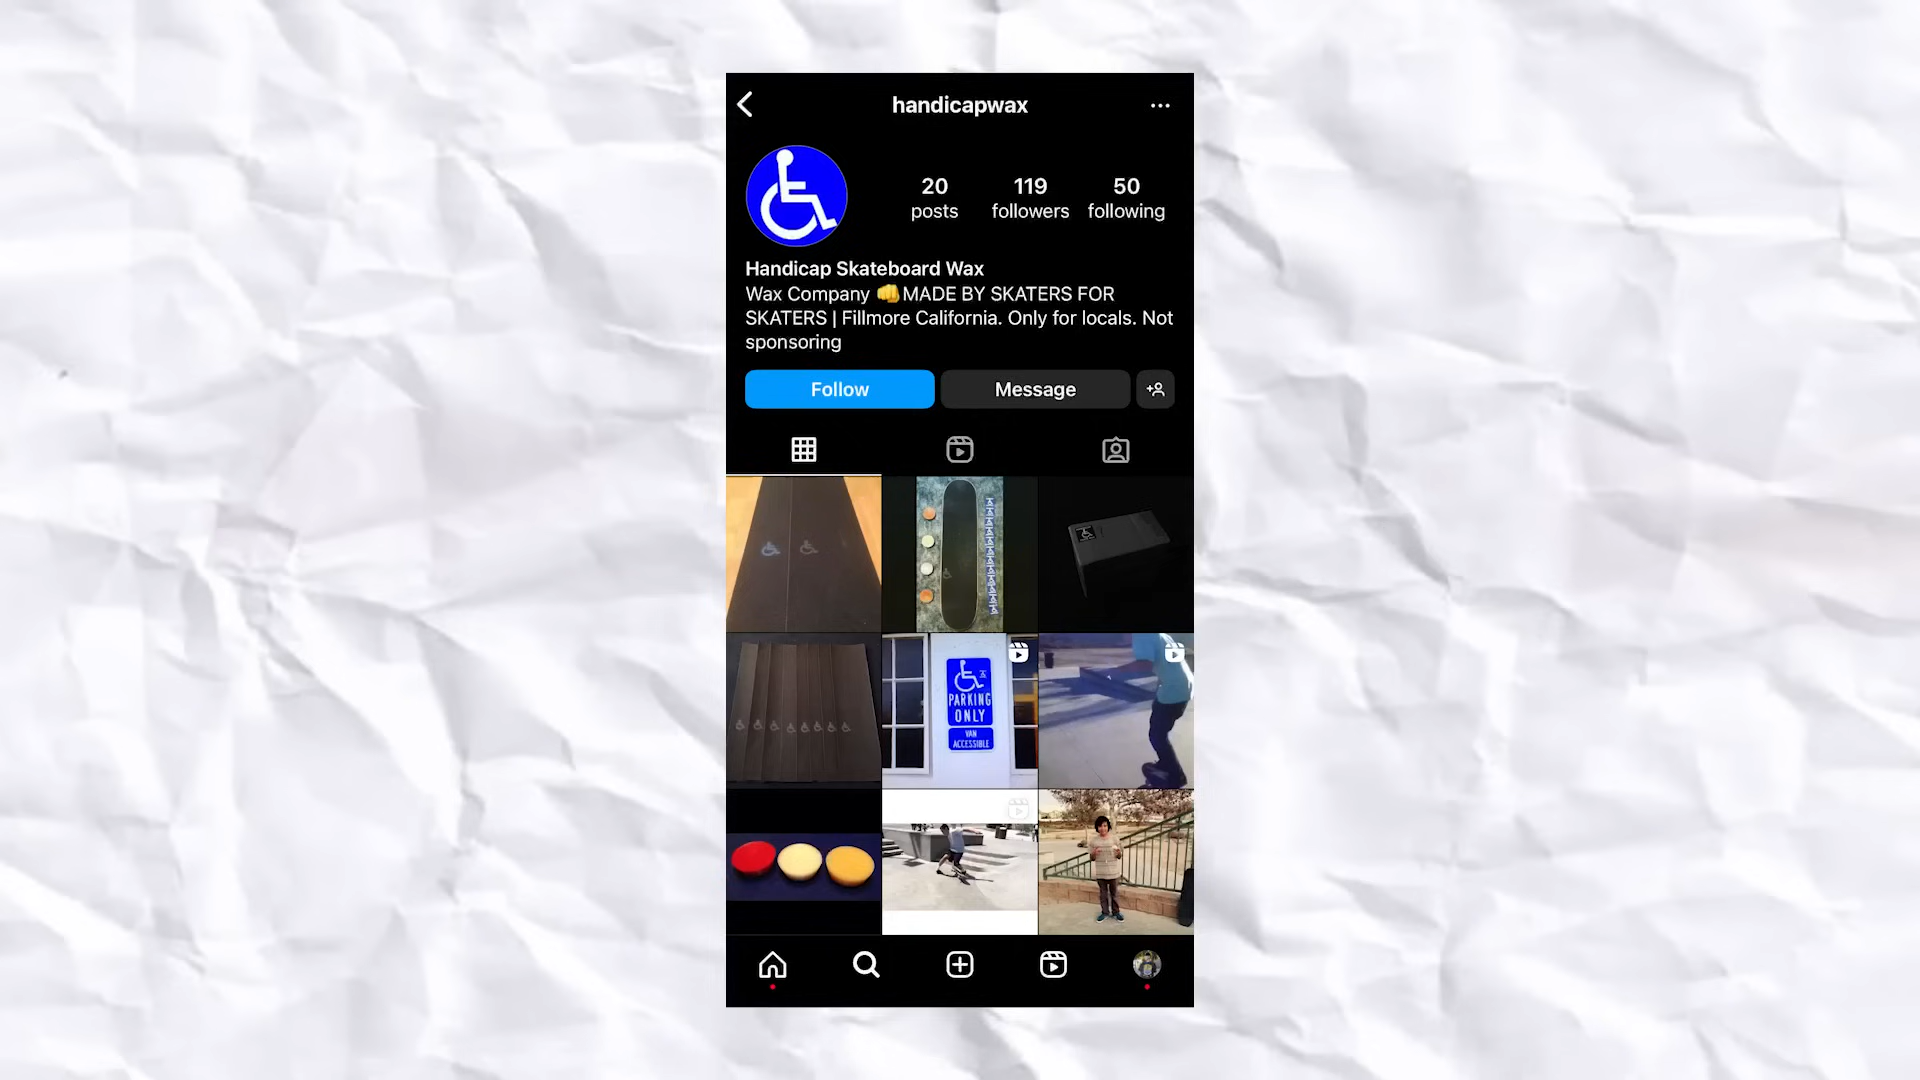 handicapwax
20 119 50
posts followers following
Handicap Skateboard Wax
Wax Company 👊MADE BY SKATERS FOR
SKATERS | Fillmore California. Only for locals. Not
sponsoring
Follow Message
PARKING
ONLY
VAN
ACCESSIBLE